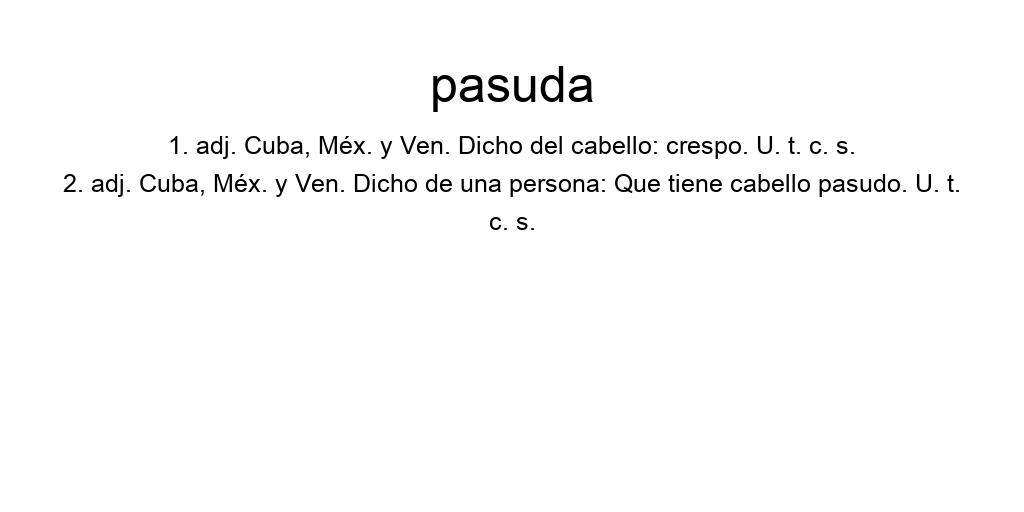 pasuda
1. adj. Cuba, Méx. y Ven. Dicho del cabello: crespo. U. t. c. s.
2. adj. Cuba, Méx. y Ven. Dicho de una persona: Que tiene cabello pasudo. U. t.
c. s.